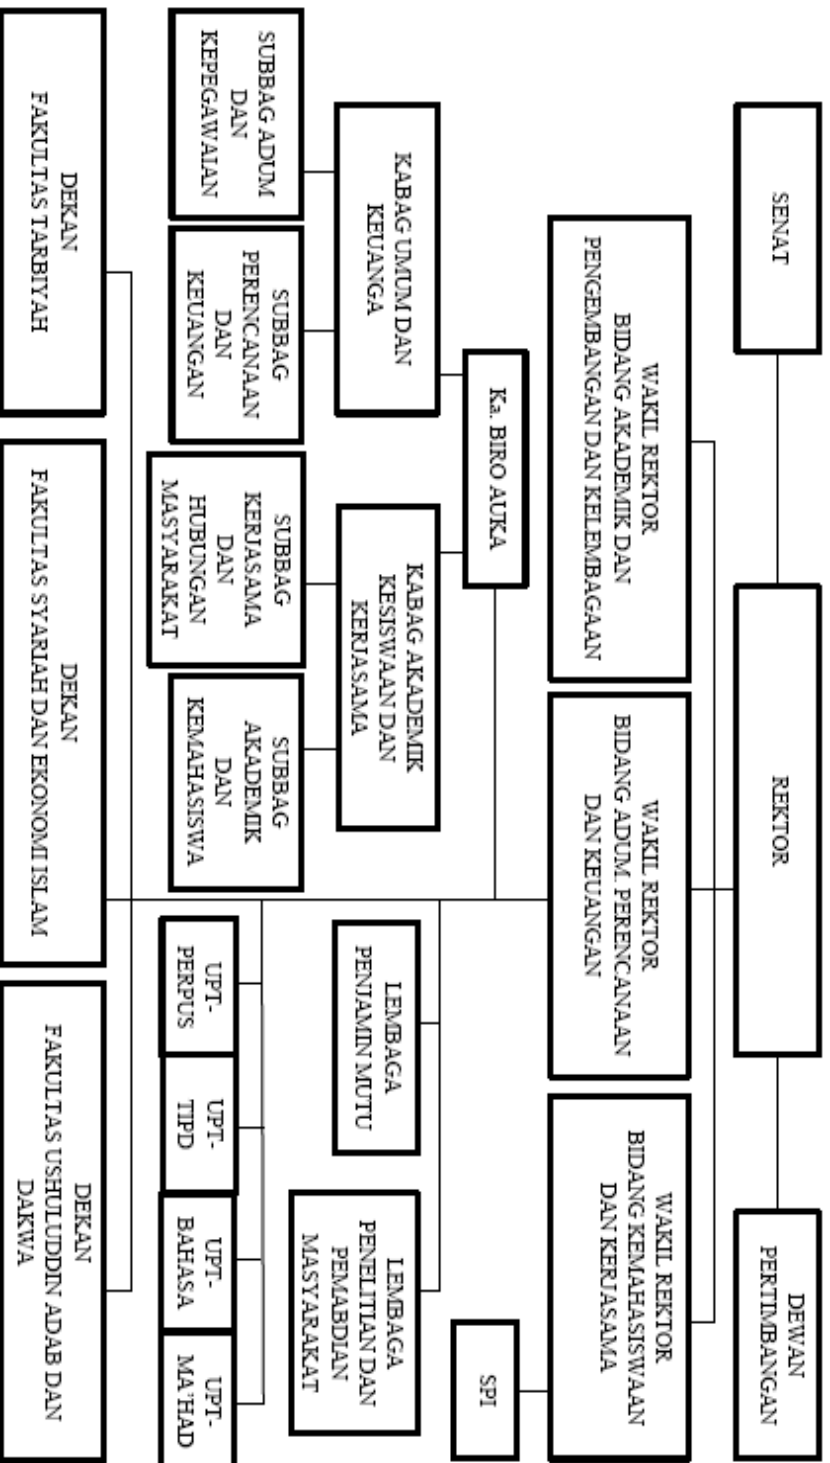 SENAT
REKTOR
DEWAN
PERTIMBANGAN
WAKIL REKTOR
BIDANG AKADEMIK DAN
PENGEMBANGAN DAN KELEMBAGAAN
WAKIL REKTOR
BIDANG ADUM. PERENCANAAN
DAN KEUANGAN
WAKIL REKTOR
BIDANG KEMAHASISWAAN
DAN KERJASAMA
Ka. BIRO AUKA
SPI
KABAG UMUM DAN
KEUANGA
KABAG AKADEMIK
KESISWAAN DAN
KERJASAMA
LEMBAGA
PENJAMIN MUTU
LEMBAGA
PENELITIAN DAN
PEMABDIAN
MASYARAKAT
SUBBAG ADUM
DAN
KEPEGAWAIAN
SUBBAG
PERENCANAAN
DAN
KEUANGAN
SUBBAG
KERJASAMA
DAN
HUBUNGAN
MASYARAKAT
SUBBAG
AKADEMIK
DAN
KEMAHASISWA
UPT-
PERPUS
UPT-
TIPD
UPT-
BAHASA
UPT-
MA'HAD
DEKAN
FAKULTAS TARBIYAH
DEKAN
FAKULTAS SYARIAH DAN EKONOMI ISLAM
DEKAN
FAKULTAS USHULUDDIN ADAB DAN
DAKWA